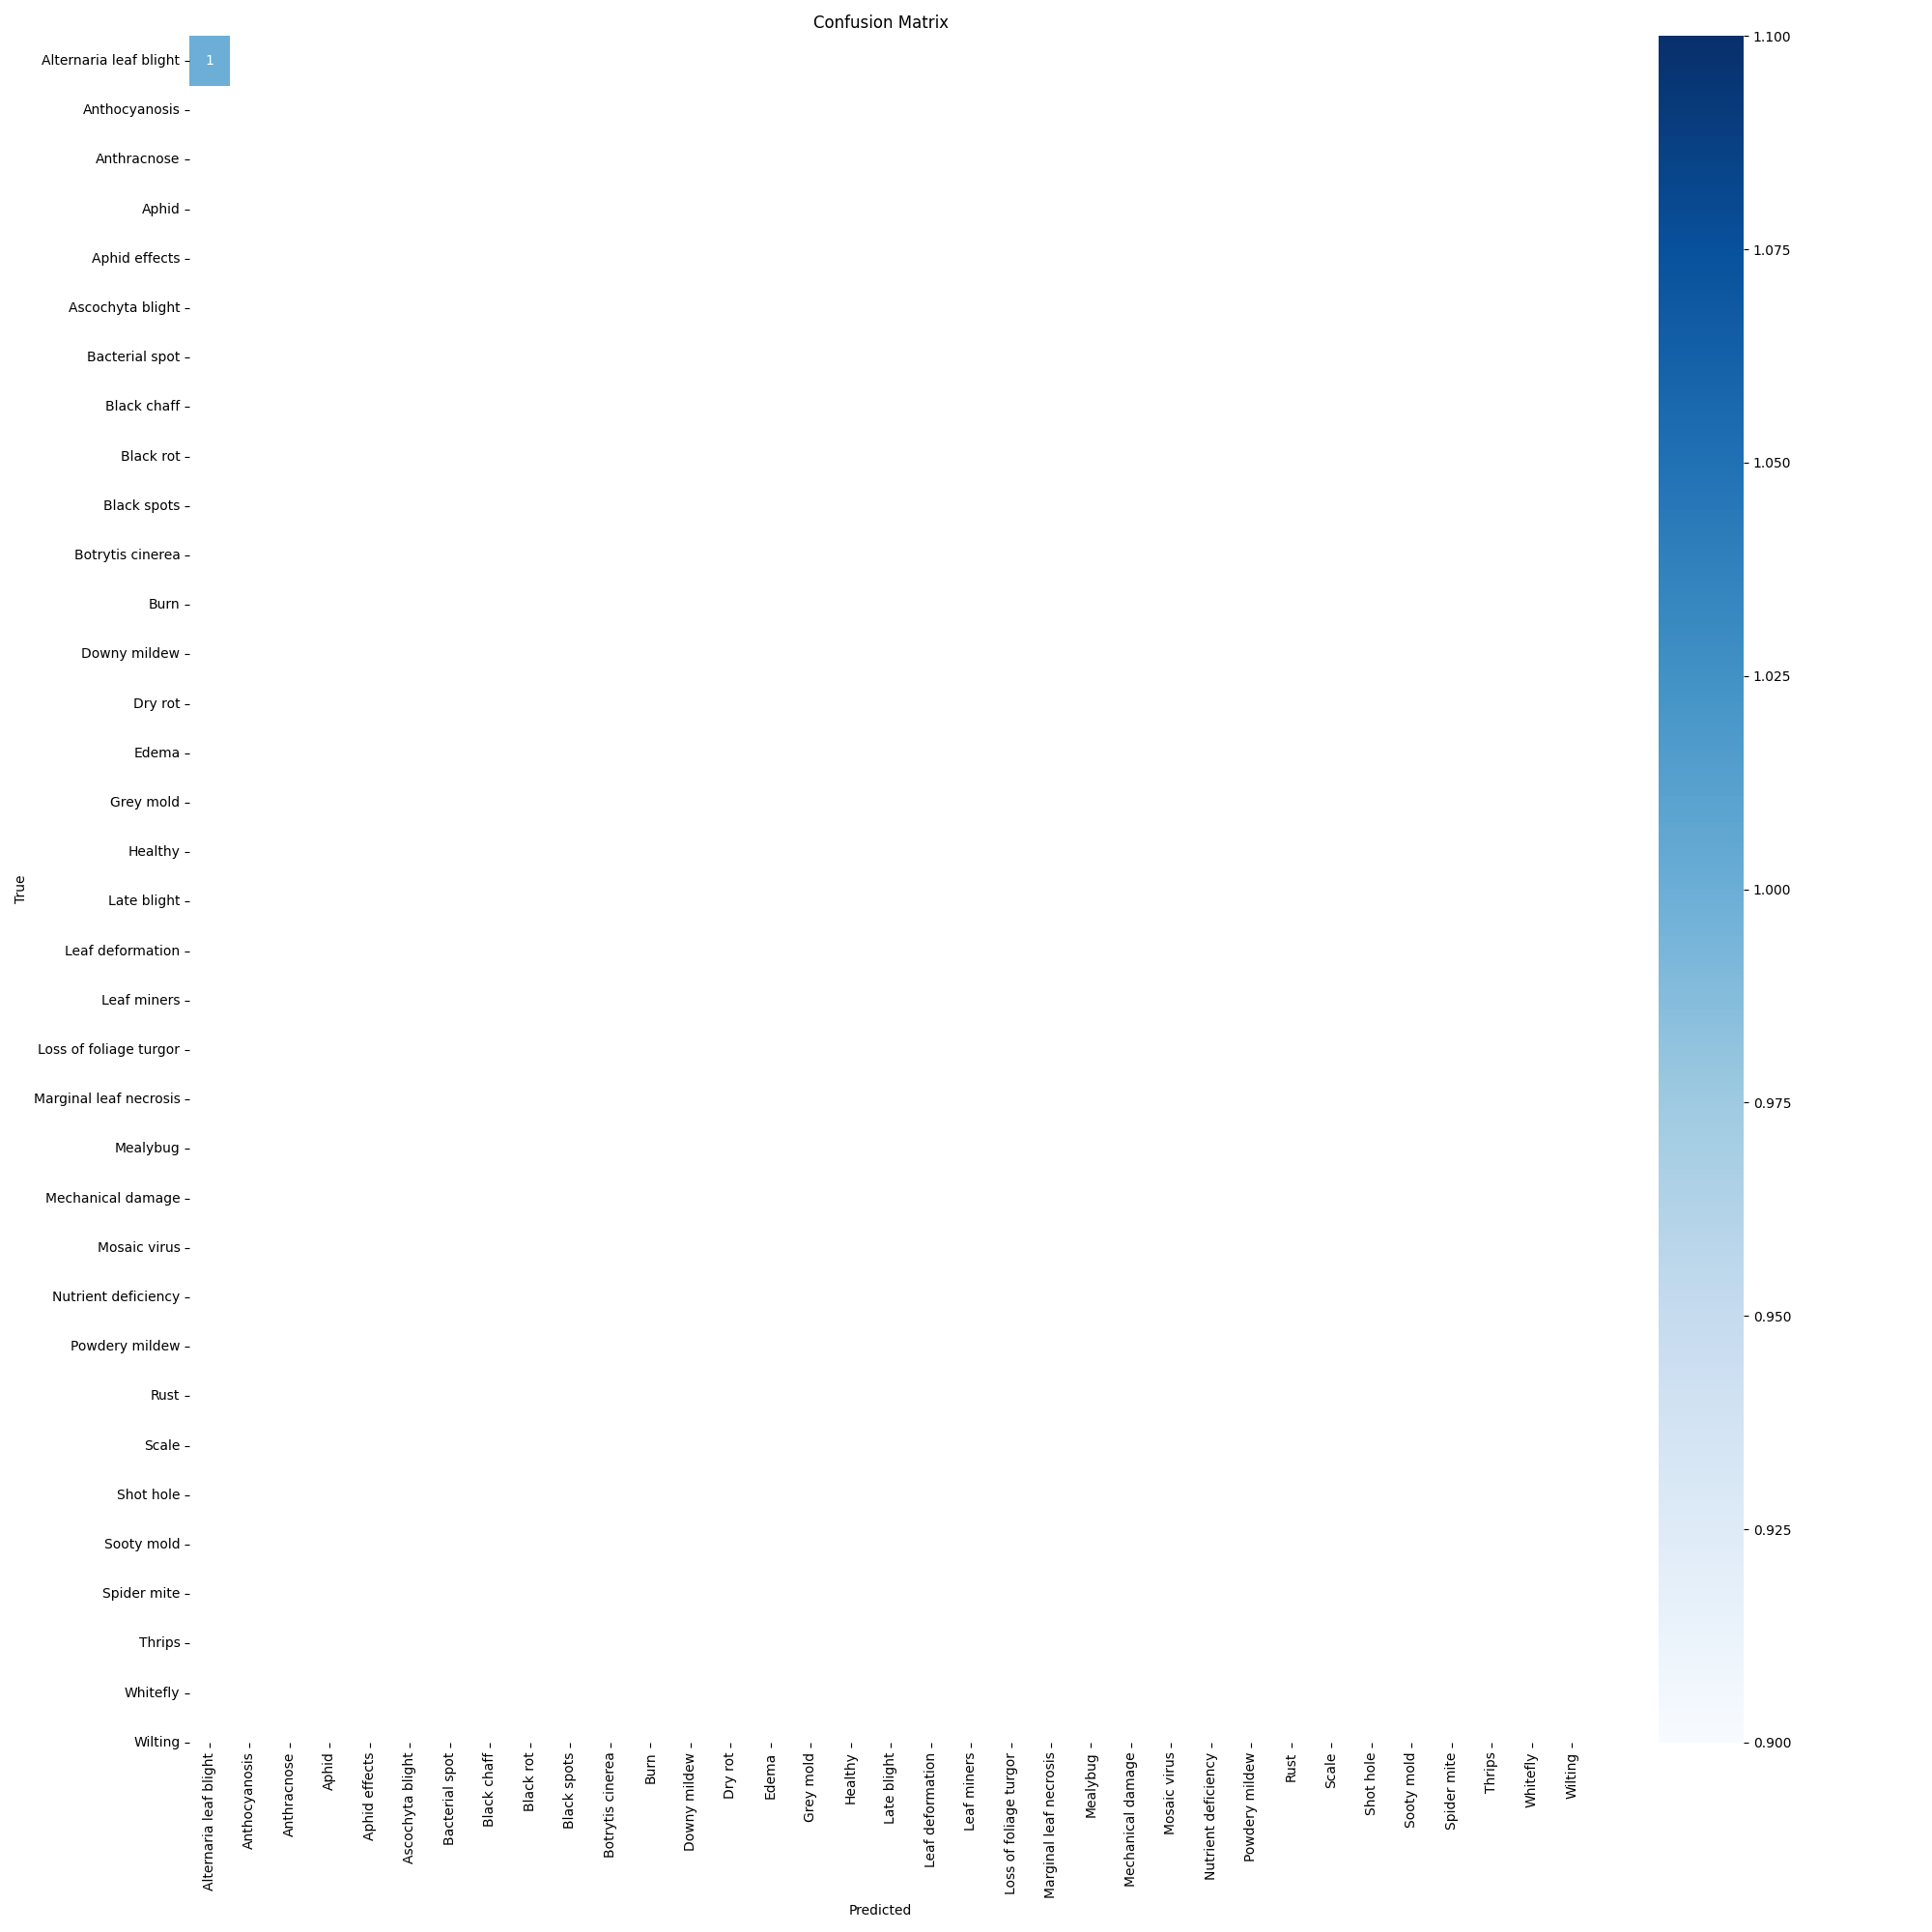 Confusion Matrix
Alternaria leaf blight
Anthocyanosis
Anthracnose
Aphid
Aphid effects
Ascochyta blight
Bacterial spot
Black chaff
Black rot
Black spots
Botrytis cinerea
Burn
Downy mildew
Dry rot
Edema
Grey mold
Healthy
Late blight
Leaf deformation
Leaf miners
Loss of foliage turgor
Marginal leaf necrosis
Mealybug
Mechanical damage
Mosaic virus
Nutrient deficiency
Powdery mildew
Rust
Scale
Shot hole
Sooty mold
Spider mite
Thrips
Whitefly
Wilting
True
1
Alternaria leaf blight
Anthocyanosis
Anthracnose
Aphid
Aphid effects
Ascochyta blight
Bacterial spot
Black chaff
Black rot
Black spots
Botrytis cinerea
Burn
Downy mildew
Dry rot
Edema
Grey mold
Healthy
Late blight
Leaf deformation
Leaf miners
Loss of foliage turgor
Marginal leaf necrosis
Mealybug
Mechanical damage
Mosaic virus
Nutrient deficiency
Powdery mildew
Rust
Scale
Shot hole
Sooty mold
Spider mite
Thrips
Whitefly
Wilting
Predicted
1.100
1.075
1.050
1.025
1.000
0.975
0.950
0.925
0.900